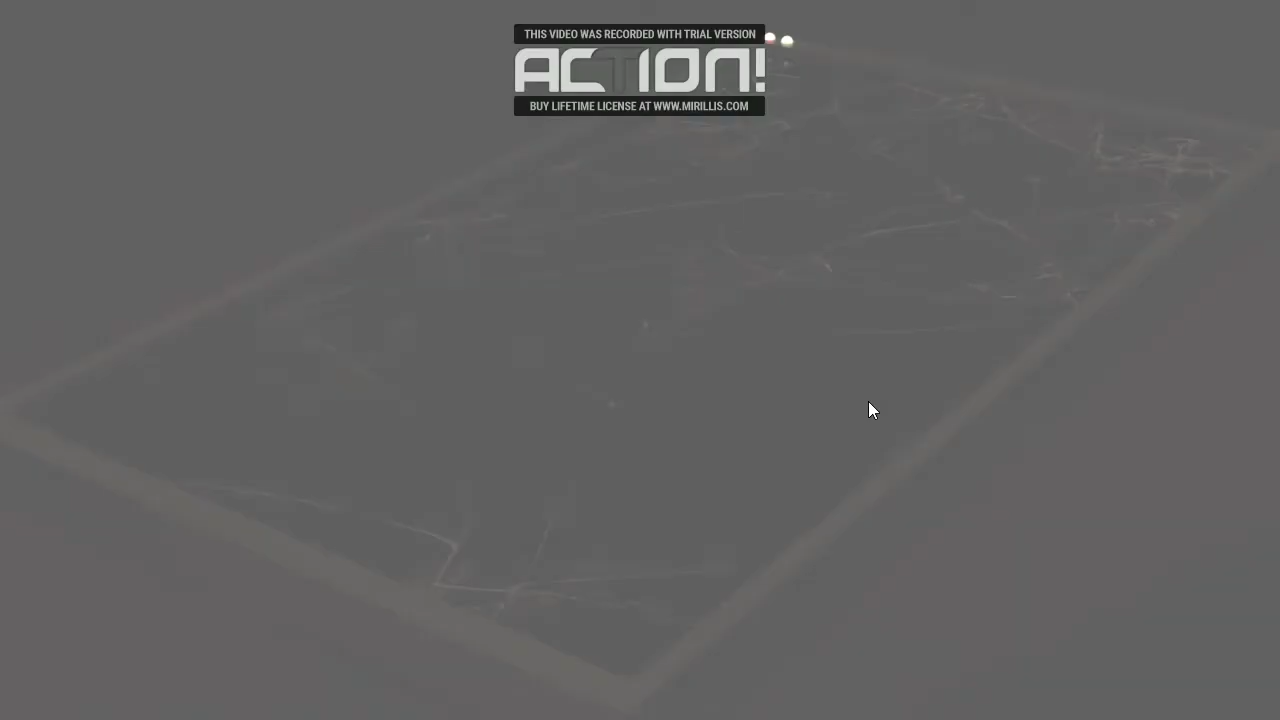 THIS VIDEO WAS RECORDED WITH TRIAL VERSION
ACTION!
BUY LIFETIME LICENSE AT WWW.MIRILLIS.COM